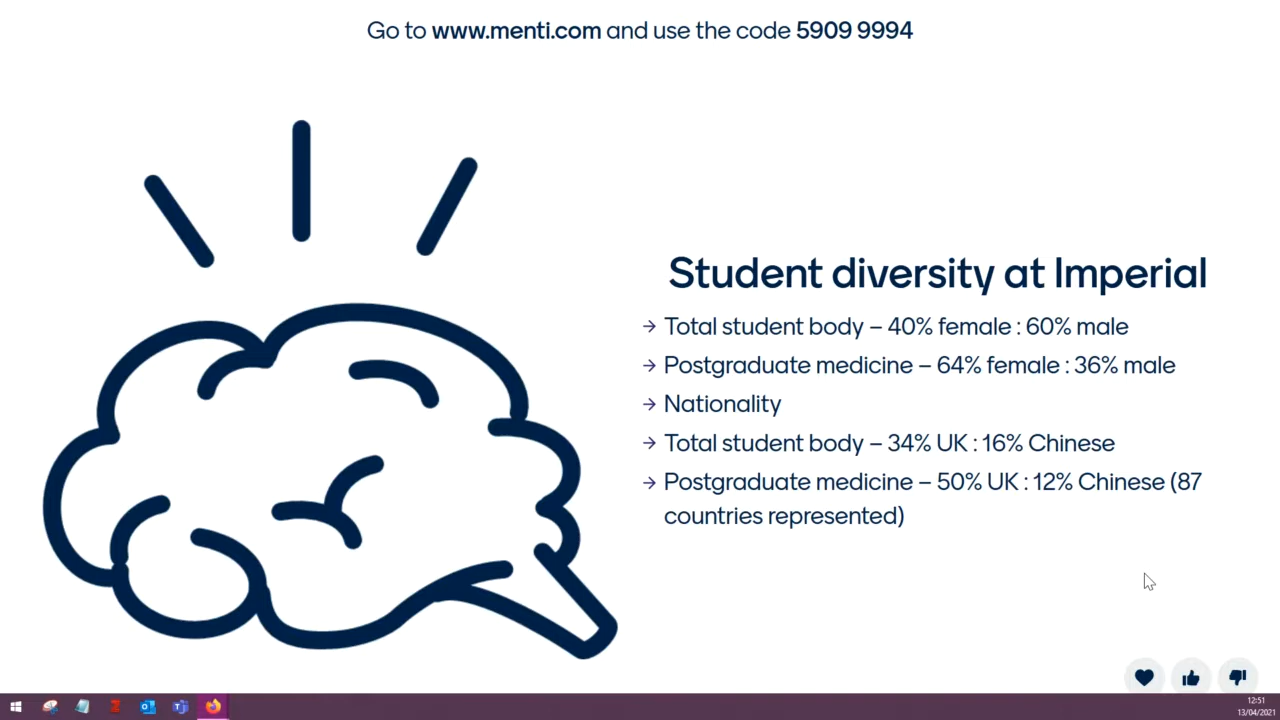 Go to www.menti.com and use the code 5909 9994
Student diversity at Imperial
→ Total student body – 40% female : 60% male
→ Postgraduate medicine – 64% female : 36% male
→ Nationality
→ Total student body – 34% UK : 16% Chinese
→ Postgraduate medicine – 50% UK : 12% Chinese (87
countries represented)
12:51
13/04/2021